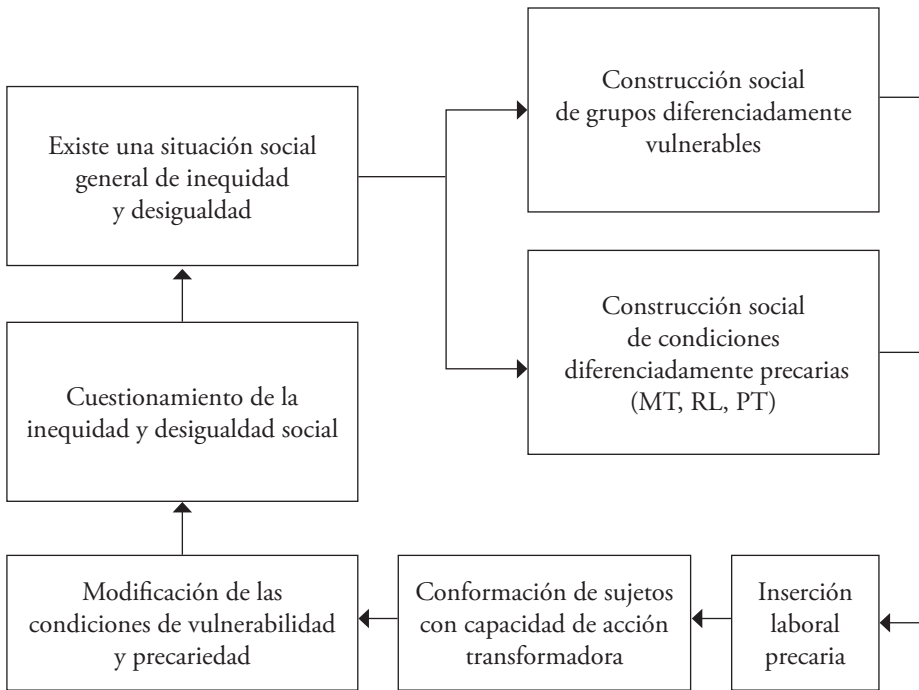 Existe una situación social
general de inequidad
y desigualdad
Construcción social
de grupos diferenciadamente
vulnerables
Construcción social
de condiciones
diferenciadamente precarias
(MT, RL, PT)
Inserción
laboral
precaria
Conformación de sujetos
con capacidad de acción
transformadora
Modificación de las
condiciones de vulnerabilidad
y precariedad
Cuestionamiento de la
inequidad y desigualdad social